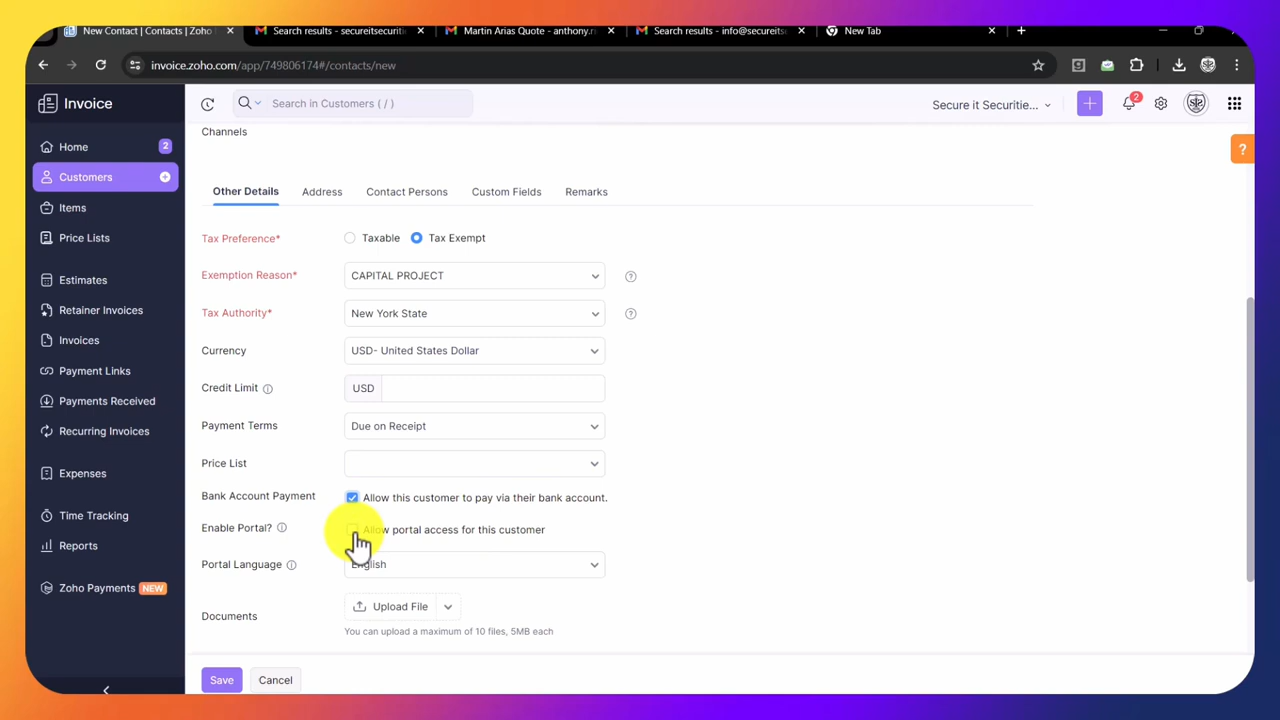 New Contact | Contacts | Zoho
Search results - secureitsecuriti
Martin Arias Quote - anthony.r
Search results - info@secureits
New Tab
invoice.zoho.com/app/749806174#/contacts/new
Invoice
Search in Customers ( / )
Secure it Securitie...
2
Channels
?
Home
2
Customers
Items
Price Lists
Estimates
Retainer Invoices
Invoices
Payment Links
Payments Received
Recurring Invoices
Expenses
Time Tracking
Reports
Zoho Payments NEW
Other Details
Address
Contact Persons
Custom Fields
Remarks
Tax Preference* Taxable Tax Exempt
Exemption Reason* CAPITAL PROJECT
Tax Authority* New York State
Currency USD- United States Dollar
Credit Limit USD
Payment Terms Due on Receipt
Price List
Bank Account Payment Allow this customer to pay via their bank account.
Enable Portal? Allow portal access for this customer
Portal Language English
Documents Upload File
You can upload a maximum of 10 files, 5MB each
Save Cancel